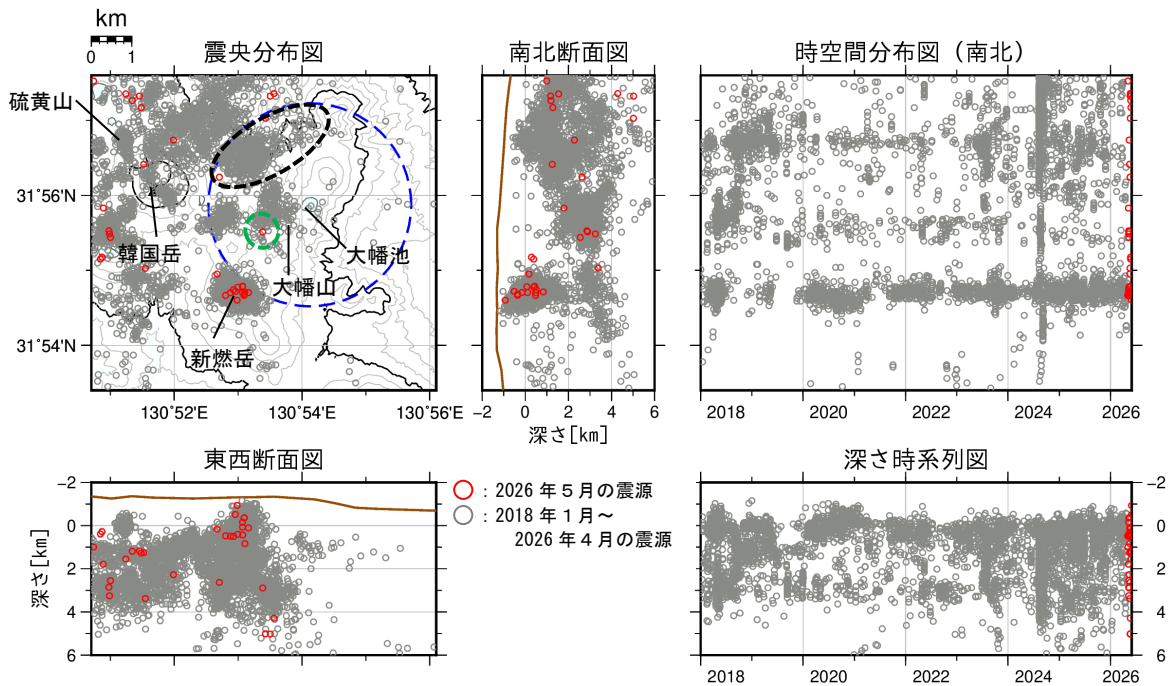 km
0 1
震央分布図
硫黄山
31°56'N
31°54'N
韓国岳
大幡池
大幡山
新燃岳
130°52'E 130°54'E 130°56'E
南北断面図
-2 0 2 4 6
深さ[km]
時空間分布図（南北）
2018 2020 2022 2024 2026
東西断面図
-2
0
2
4
6
深さ[km]
：2026 年５月の震源
：2018 年１月～
2026 年４月の震源
深さ時系列図
-2
0
2
4
6
2018 2020 2022 2024 2026